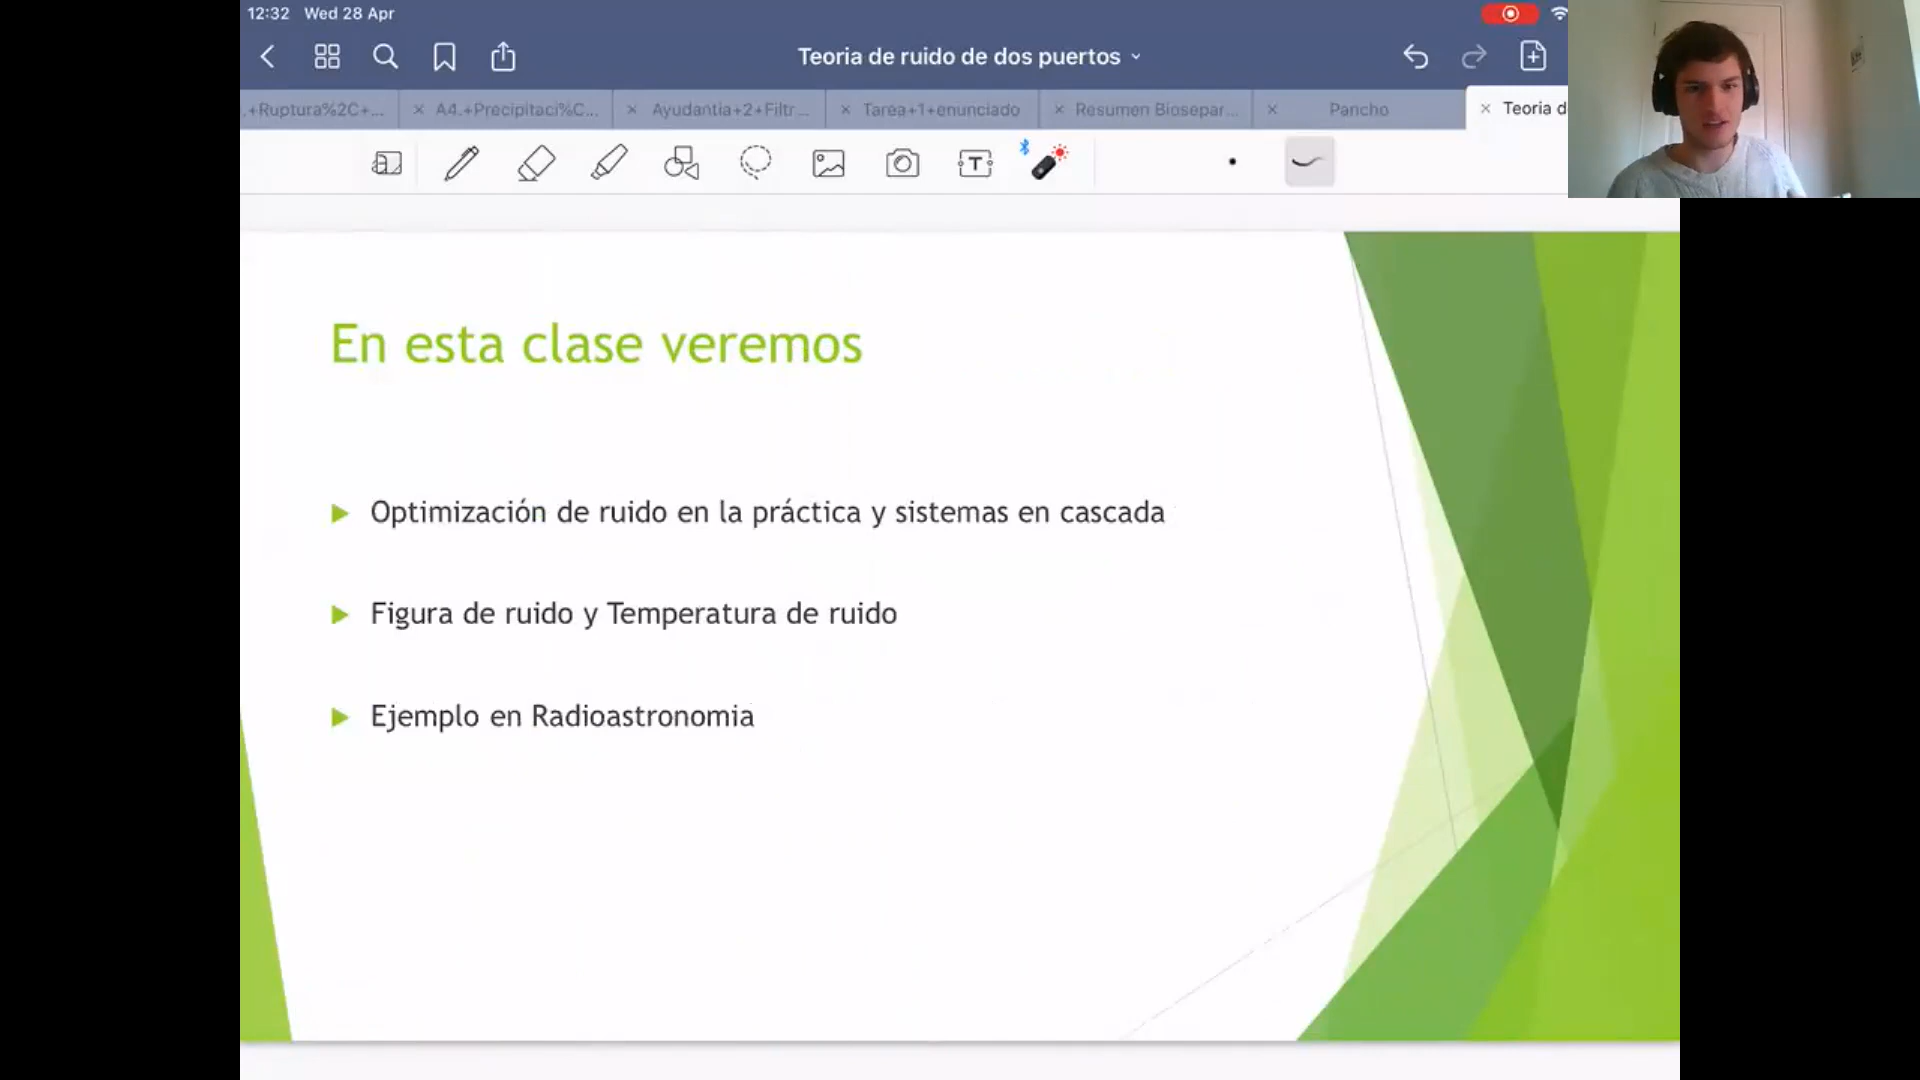 12:32 Wed 28 Apr
Teoria de ruido de dos puertos
.+Ruptura%2C+...
A4.+Precipitaci%C...
Ayudantia+2+Filtr...
Tarea+1+enunciado
Resumen Biosepar...
Pancho
Teoria d
T
En esta clase veremos
Optimización de ruido en la práctica y sistemas en cascada
Figura de ruido y Temperatura de ruido
Ejemplo en Radioastronomia